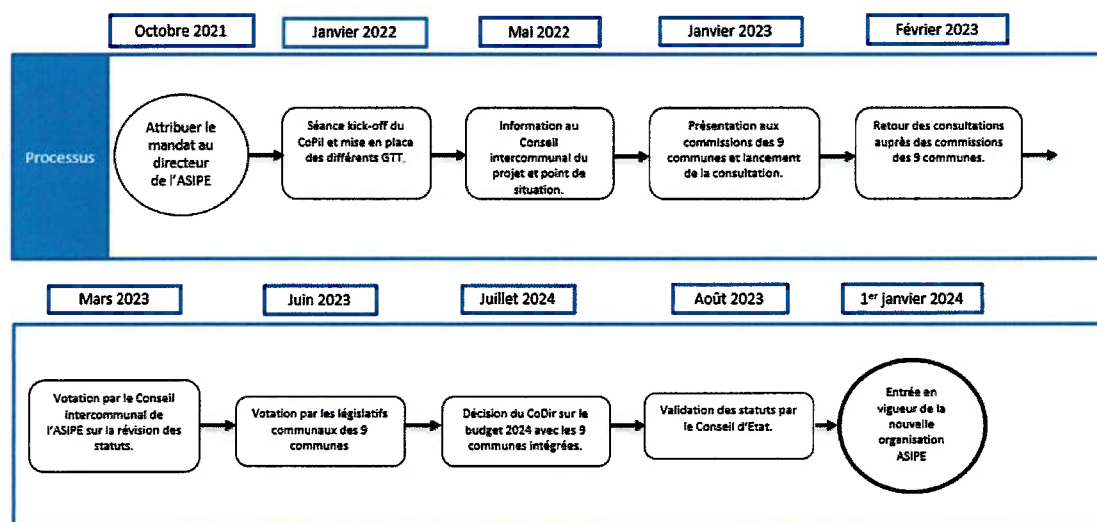 Octobre 2021
Janvier 2022
Mai 2022
Janvier 2023
Février 2023
Processus
Attribuer le
mandat au
directeur
de l'ASIPE
Séance kick-off du
CoPil et mise en place
des différents GTT.
Information au
Conseil
intercommunal du
projet et point de
situation.
Présentation aux
commissions des 9
communes et lancement
de la consultation.
Retour des consultations
auprès des commissions
des 9 communes.
Mars 2023
Juin 2023
Juillet 2024
Août 2023
1er janvier 2024
Votation par le Conseil
intercommunal de
l'ASIPE sur la révision des
statuts.
Votation par les législatifs
communaux des 9
communes
Décision du CoDir sur le
budget 2024 avec les 9
communes intégrées.
Validation des statuts par
le Conseil d'Etat.
Entrée en
vigueur de la
nouvelle
organisation
ASIPE